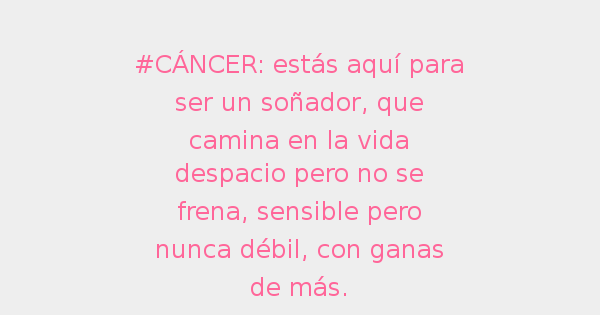 #CÁNCER: estás aquí para
ser un soñador, que
camina en la vida
despacio pero no se
frena, sensible pero
nunca débil, con ganas
de más.